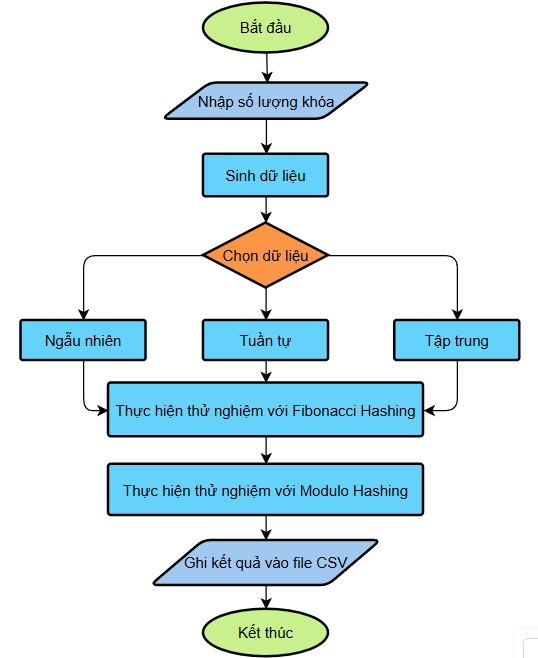 Bắt đầu
Nhập số lượng khóa
Sinh dữ liệu
Chọn dữ liệu
Ngẫu nhiên
Tuần tự
Tập trung
Thực hiện thử nghiệm với Fibonacci Hashing
Thực hiện thử nghiệm với Modulo Hashing
Ghi kết quả vào file CSV
Kết thúc